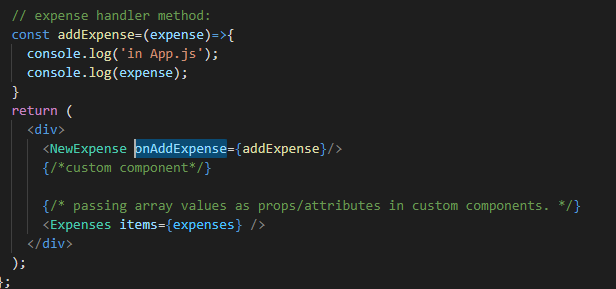 // expense handler method:
const addExpense=(expense)=>{
console.log('in App.js');
console.log(expense);
}
return (
<div>
<NewExpense onAddExpense={addExpense}/>
{/*custom component*/}
{/* passing array values as props/attributes in custom components. */}
<Expenses items={expenses} />
</div>
);
};